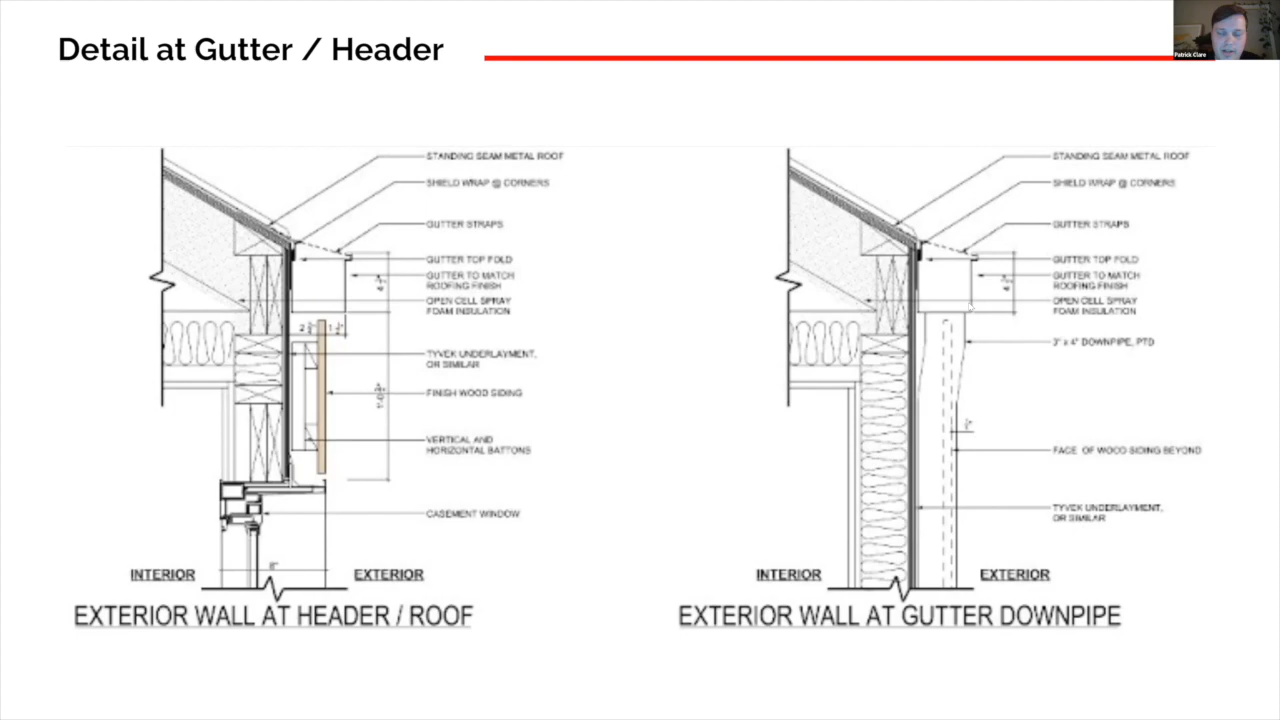 Detail at Gutter / Header
Patrick Clare
STANDING SEAM METAL ROOF
SHIELD WRAP @ CORNERS
GUTTER STRAPS
GUTTER TOP FOLD
GUTTER TO MATCH
ROOFING FINISH
OPEN CELL SPRAY
FOAM INSULATION
TYVEK UNDERLAYMENT,
OR SIMILAR
FINISH WOOD SIDING
VERTICAL AND
HORIZONTAL BATTONS
CASEMENT WINDOW
8"
INTERIOR
EXTERIOR
EXTERIOR WALL AT HEADER / ROOF
STANDING SEAM METAL ROOF
SHIELD WRAP @ CORNERS
GUTTER STRAPS
GUTTER TOP FOLD
GUTTER TO MATCH
ROOFING FINISH
OPEN CELL SPRAY
FOAM INSULATION
3" x 4" DOWNPIPE, PTD
FACE OF WOOD SIDING BEYOND
TYVEK UNDERLAYMENT,
OR SIMILAR
INTERIOR
EXTERIOR
EXTERIOR WALL AT GUTTER DOWNPIPE